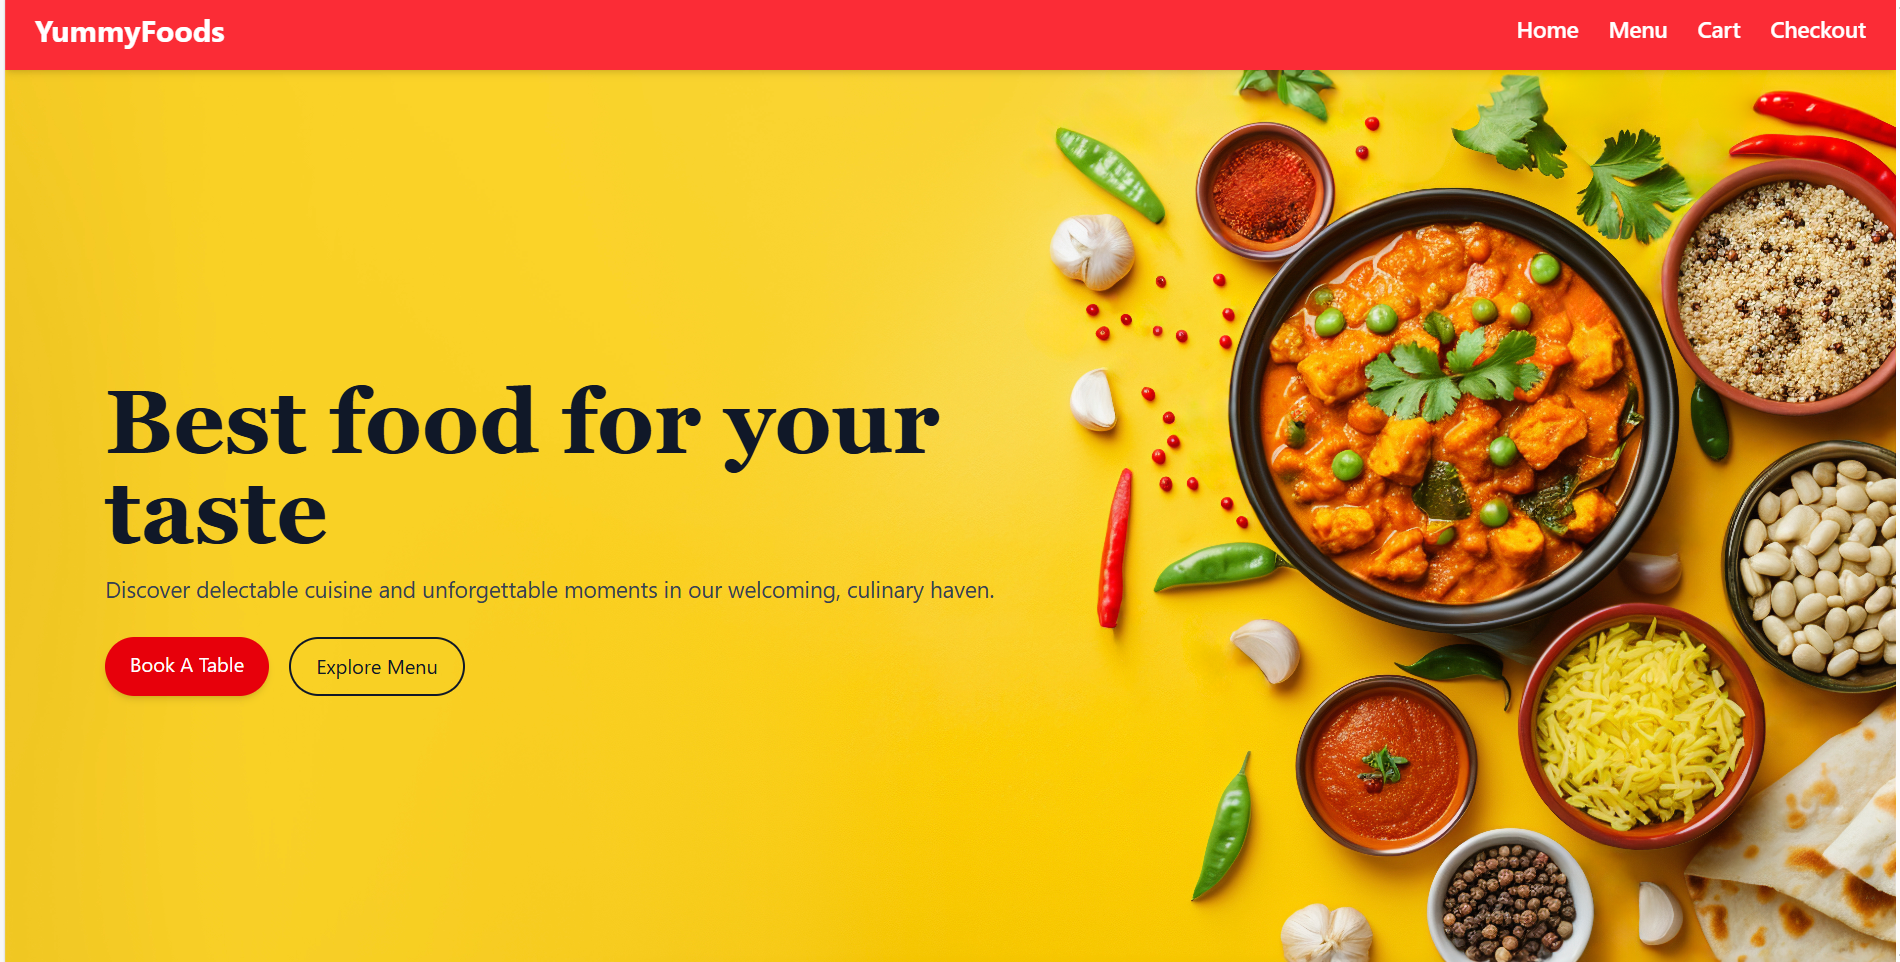 YummyFoods
Home Menu Cart Checkout
Best food for your
taste
Discover delectable cuisine and unforgettable moments in our welcoming, culinary haven.
Book A Table
Explore Menu